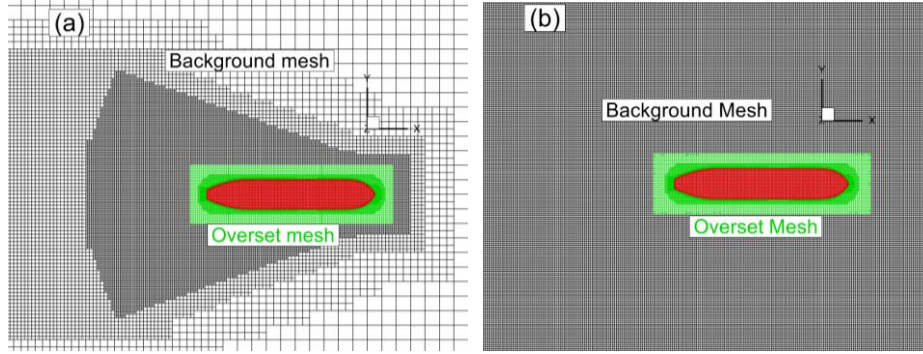 (a)
Background mesh
Y
Z
X
Overset mesh
(b)
Background Mesh
Y
X
Overset Mesh